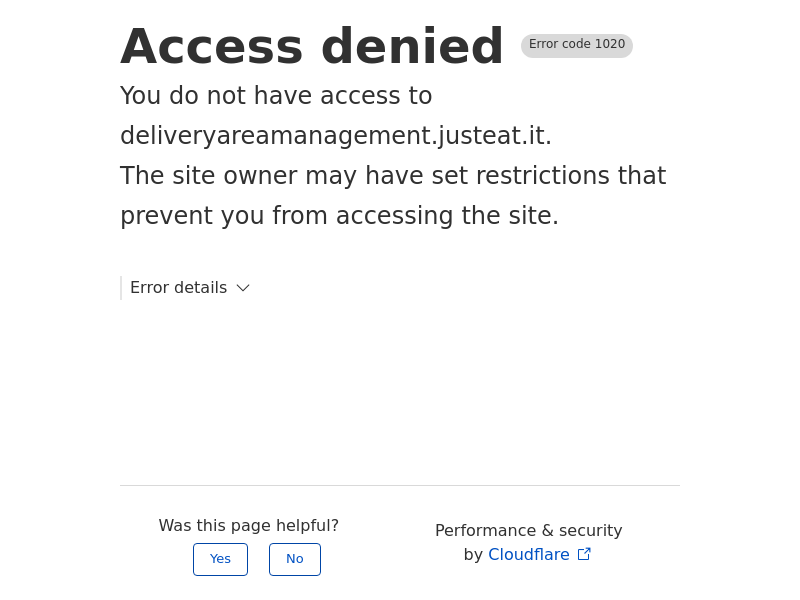 Access denied Error code 1020
You do not have access to
deliveryareamanagement.justeat.it.
The site owner may have set restrictions that
prevent you from accessing the site.
Error details
Was this page helpful?
Yes No
Performance & security
by Cloudflare